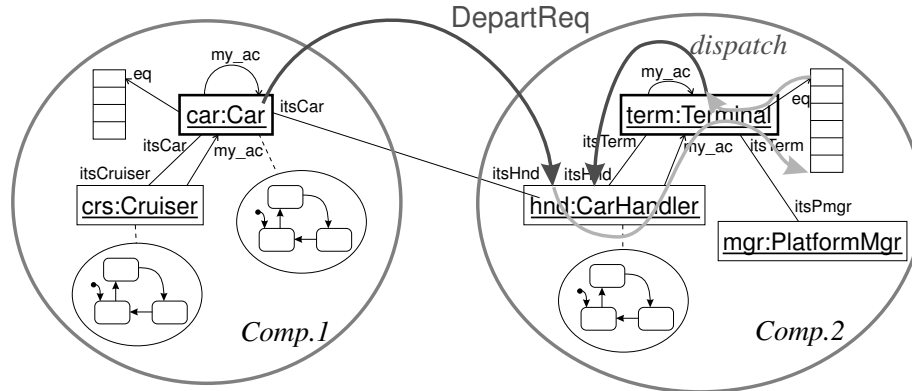 DepartReq
dispatch
my_ac
my_ac
eq
eq
car:Car
itsCar
term:Terminal
itsCar
my_ac
itsTerm
my_ac
itsTerm
itsCruiser
itsHnd
itsHnd
crs:Cruiser
hnd:CarHandler
itsPmgr
mgr:PlatformMgr
Comp.1
Comp.2